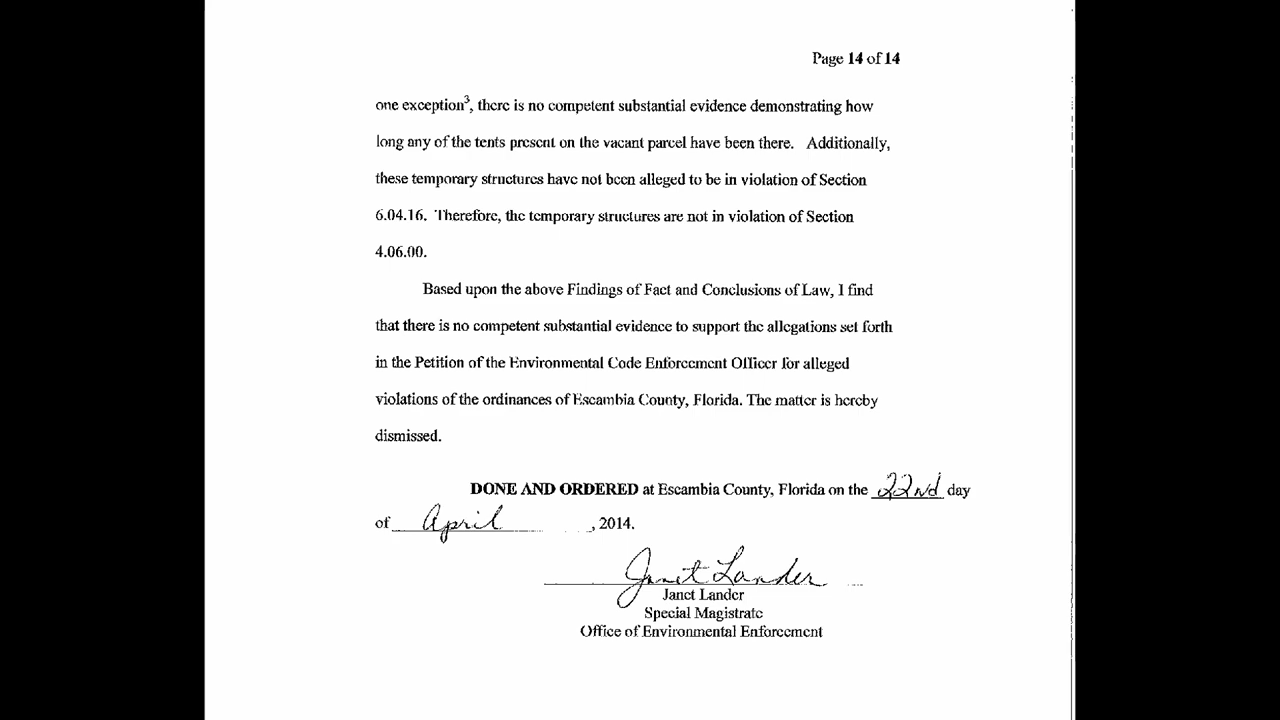 Page 14 of 14
one exception³, there is no competent substantial evidence demonstrating how
long any of the tents present on the vacant parcel have been there. Additionally,
these temporary structures have not been alleged to be in violation of Section
6.04.16. Therefore, the temporary structures are not in violation of Section
4.06.00.
Based upon the above Findings of Fact and Conclusions of Law, I find
that there is no competent substantial evidence to support the allegations set forth
in the Petition of the Environmental Code Enforcement Officer for alleged
violations of the ordinances of Escambia County, Florida. The matter is hereby
dismissed.
DONE AND ORDERED at Escambia County, Florida on the 22nd day
of April, 2014.
Janet Lander
Janet Lander
Special Magistrate
Office of Environmental Enforcement